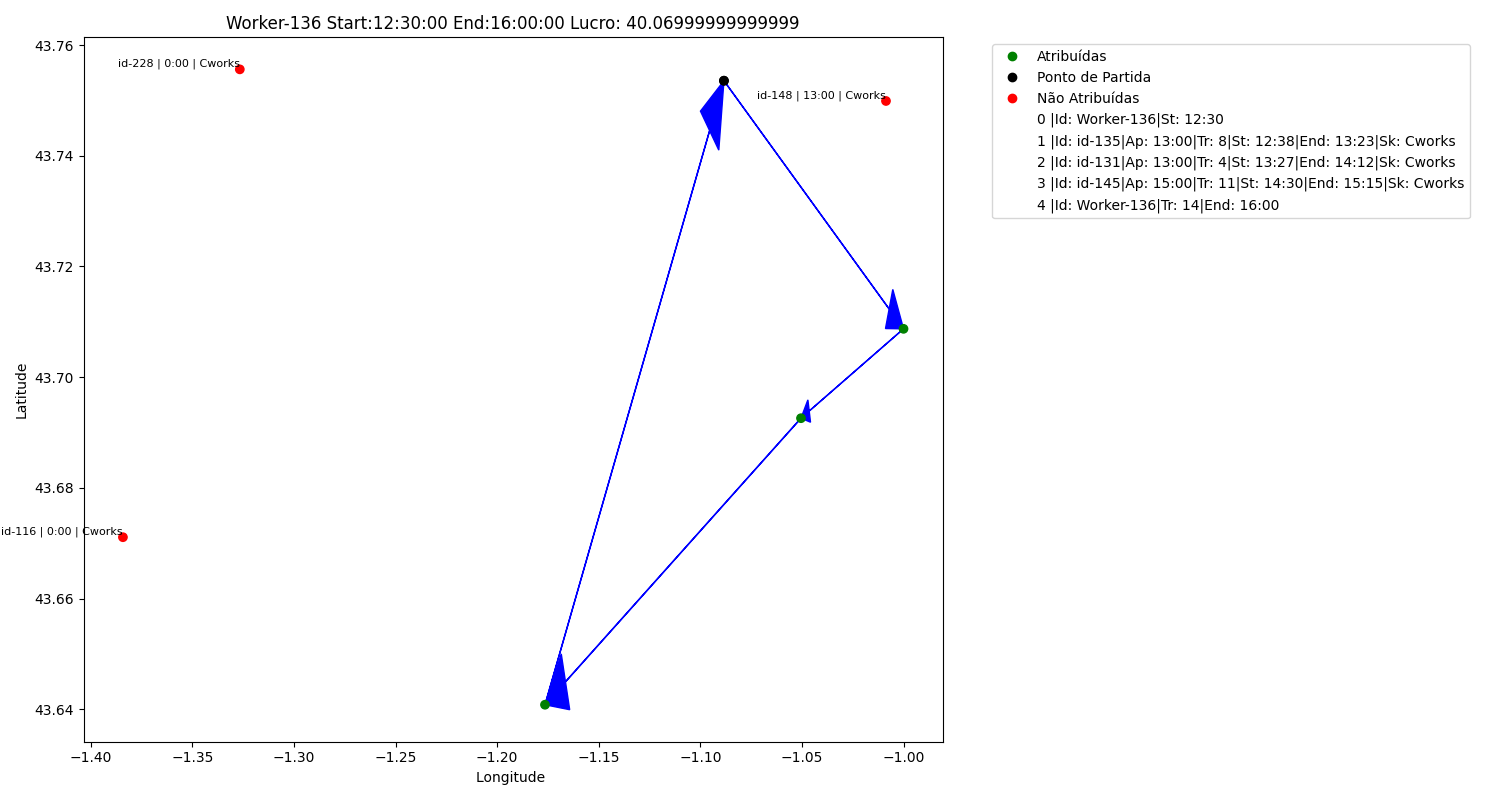 Worker-136 Start:12:30:00 End:16:00:00 Lucro: 40.06999999999999
43.76
43.74
43.72
43.70
43.68
43.66
43.64
Latitude
id-228 | 0:00 | Cworks
id-148 | 13:00 | Cworks
id-116 | 0:00 | Cworks
−1.40
−1.35
−1.30
−1.25
−1.20
−1.15
−1.10
−1.05
−1.00
Longitude
Atribuídas
Ponto de Partida
Não Atribuídas
0 |Id: Worker-136|St: 12:30
1 |Id: id-135|Ap: 13:00|Tr: 8|St: 12:38|End: 13:23|Sk: Cworks
2 |Id: id-131|Ap: 13:00|Tr: 4|St: 13:27|End: 14:12|Sk: Cworks
3 |Id: id-145|Ap: 15:00|Tr: 11|St: 14:30|End: 15:15|Sk: Cworks
4 |Id: Worker-136|Tr: 14|End: 16:00